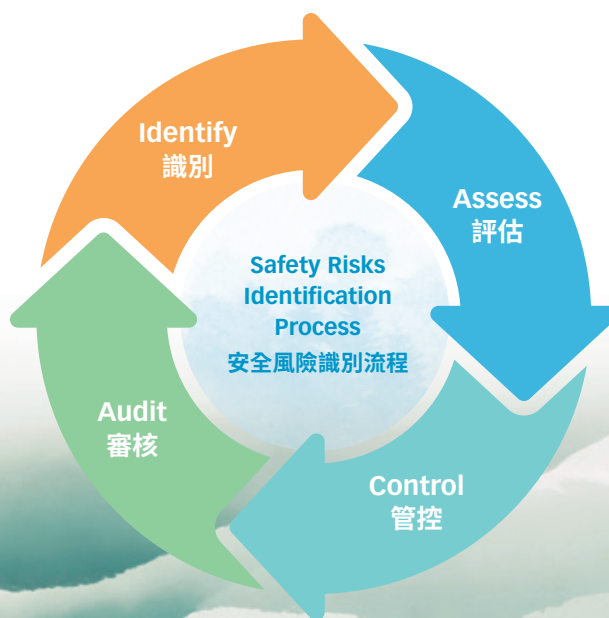 Identify
識別
Assess
評估
Safety Risks
Identification
Process
安全風險識別流程
Audit
審核
Control
管控